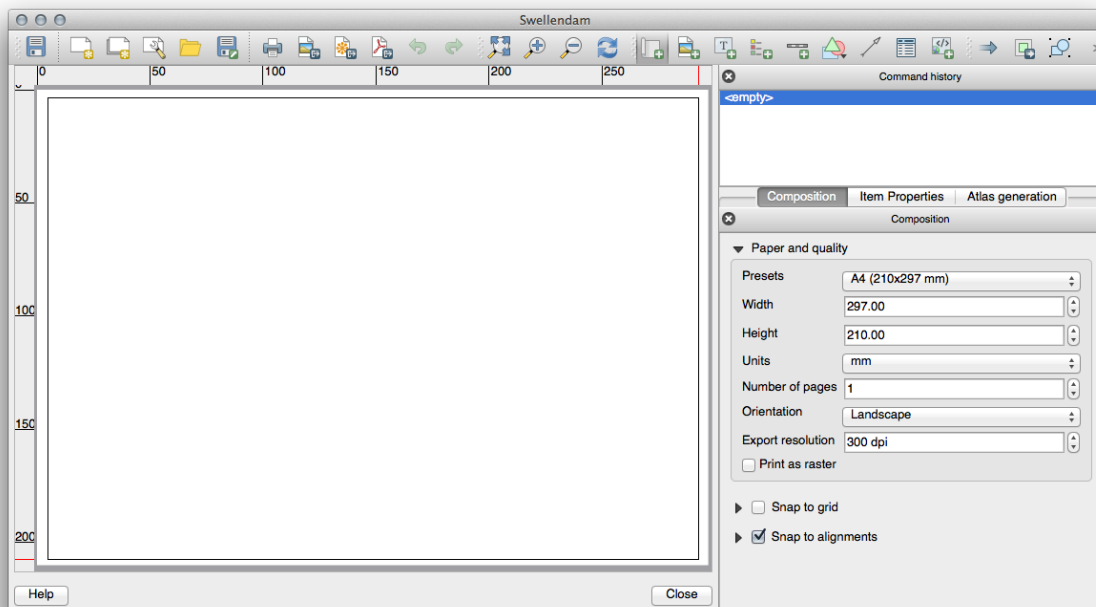 Swellendam
0 50 100 150 200 250
0
50
100
150
200
Command history
<empty>
Composition Item Properties Atlas generation
Composition
Paper and quality
Presets A4 (210x297 mm)
Width 297.00
Height 210.00
Units mm
Number of pages 1
Orientation Landscape
Export resolution 300 dpi
Print as raster
Snap to grid
Snap to alignments
Help Close